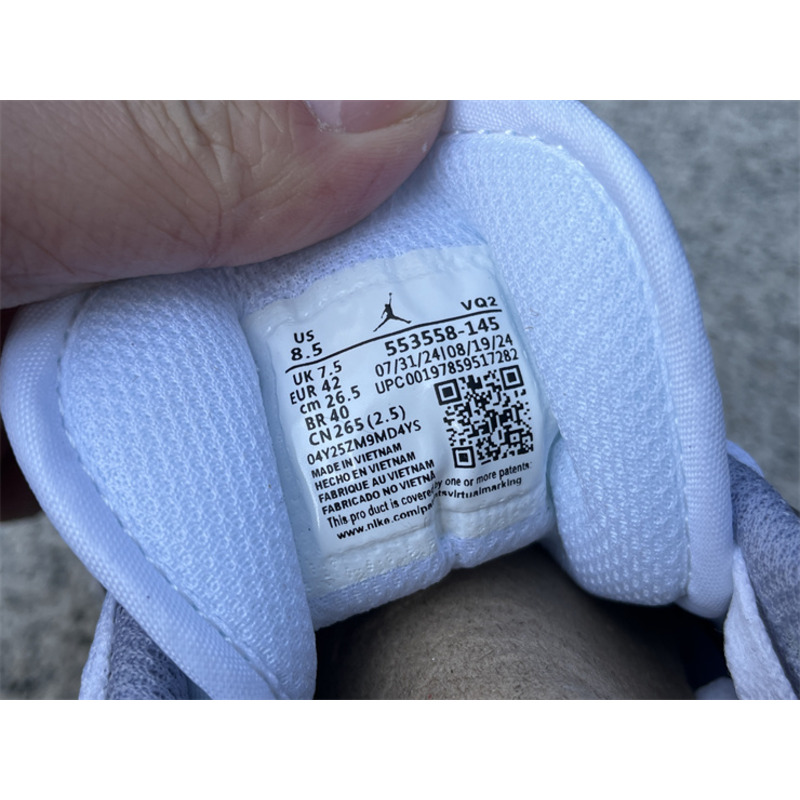 US
8.5
VQ2
553558-145
07/31/24|08/19/24
UPC00197859517282
UK 7.5
EUR 42
cm 26.5
BR 40
CN 265 (2.5)
04Y25ZM9MD4YS
MADE IN VIETNAM
HECHO EN VIETNAM
FABRIQUE AU VIETNAM
FABRICADO NO VIETNA
This pro duct is covered by one or more patents:
www.nike.com/pa tsvirtualmarking